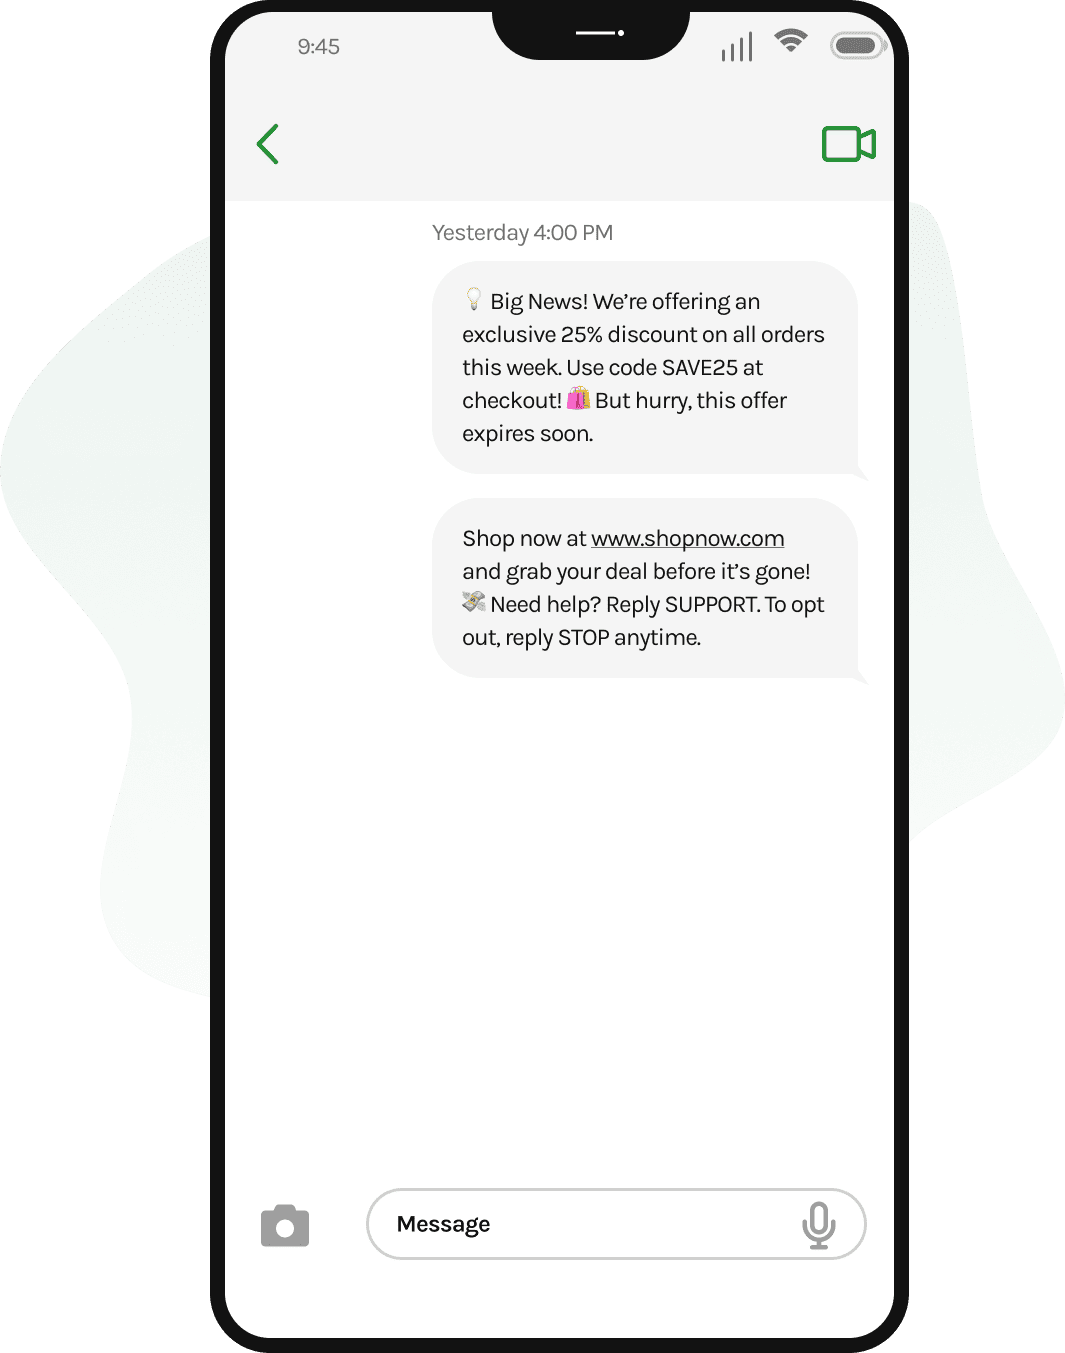 9:45
Yesterday 4:00 PM
💡 Big News! We’re offering an
exclusive 25% discount on all orders
this week. Use code SAVE25 at
checkout! 🛍️ But hurry, this offer
expires soon.
Shop now at www.shopnow.com
and grab your deal before it’s gone!
💸 Need help? Reply SUPPORT. To opt
out, reply STOP anytime.
Message